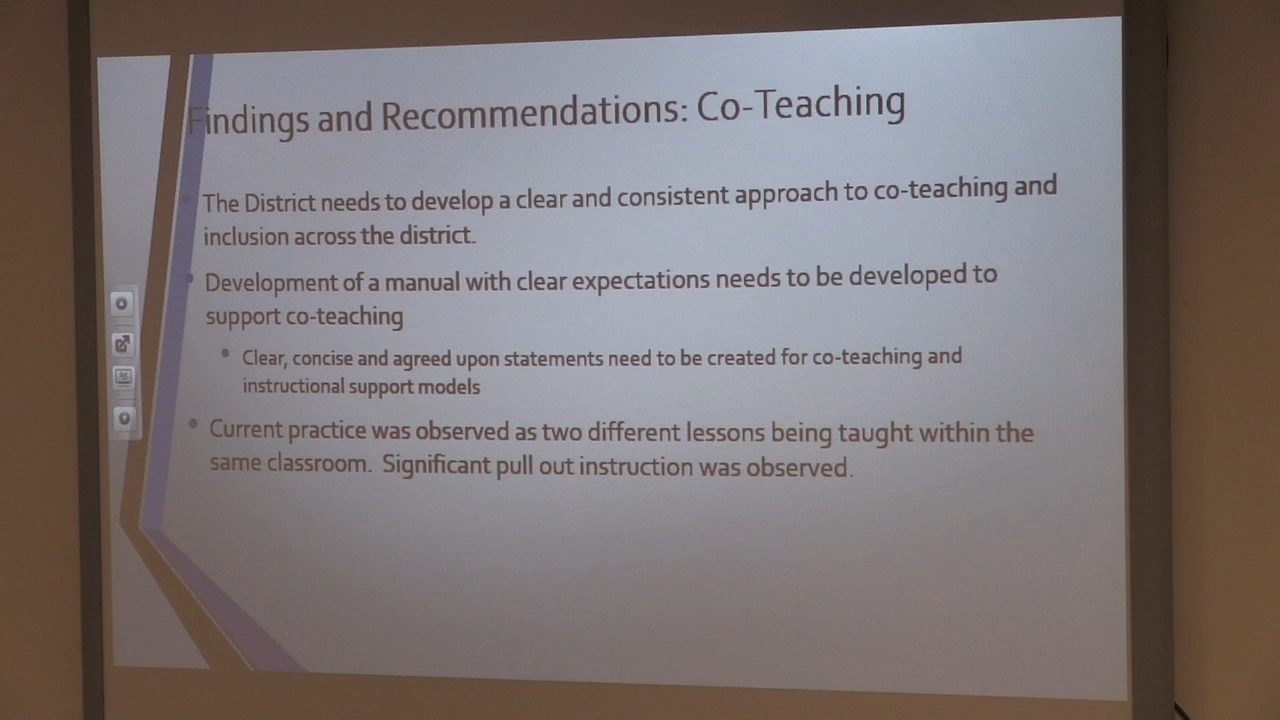 Findings and Recommendations: Co-Teaching
The District needs to develop a clear and consistent approach to co-teaching and
inclusion across the district.
Development of a manual with clear expectations needs to be developed to
support co-teaching
Clear, concise and agreed upon statements need to be created for co-teaching and
instructional support models
Current practice was observed as two different lessons being taught within the
same classroom.  Significant pull out instruction was observed.